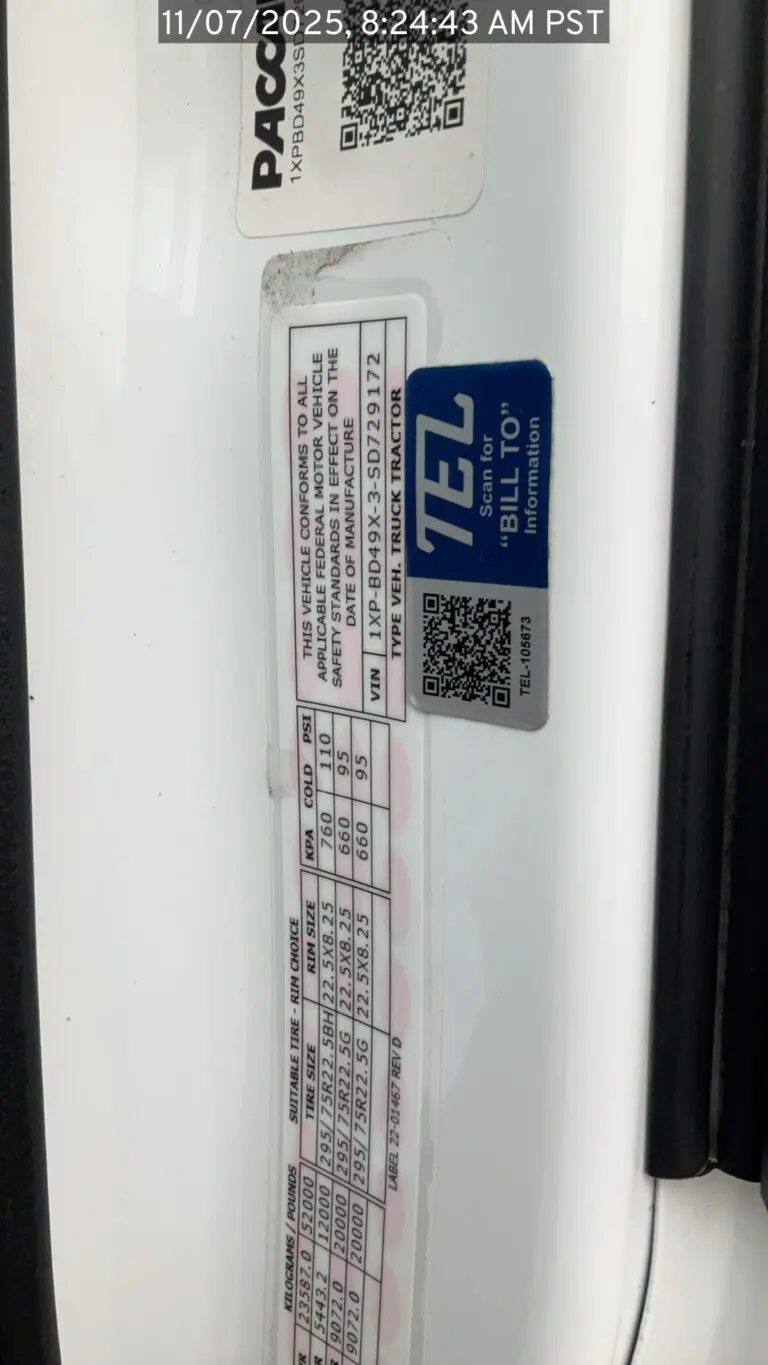 11/07/2025, 8:24:43 AM PST
1XPBD49X3SD
KILOGRAMS / POUNDS
23587.0 52000
5443.2 12000
9072.0 20000
9072.0 20000
SUITABLE TIRE - RIM CHOICE
TIRE SIZE RIM SIZE KPA COLD PSI
295/75R22.5BH 22.5X8.25 760 110
295/75R22.5G 22.5X8.25 660 95
295/75R22.5G 22.5X8.25 660 95
LABEL 22-01467 REV D
THIS VEHICLE CONFORMS TO ALL
APPLICABLE FEDERAL MOTOR VEHICLE
SAFETY STANDARDS IN EFFECT ON THE
DATE OF MANUFACTURE
VIN 1XP-BD49X-3-SD729172
TYPE VEH. TRUCK TRACTOR
TEL
Scan for
“BILL TO”
Information
TEL-105673